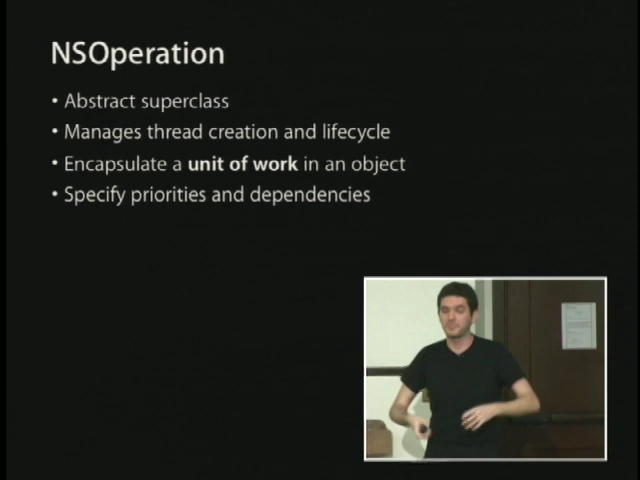 NSOperation
• Abstract superclass
• Manages thread creation and lifecycle
• Encapsulate a unit of work in an object
• Specify priorities and dependencies